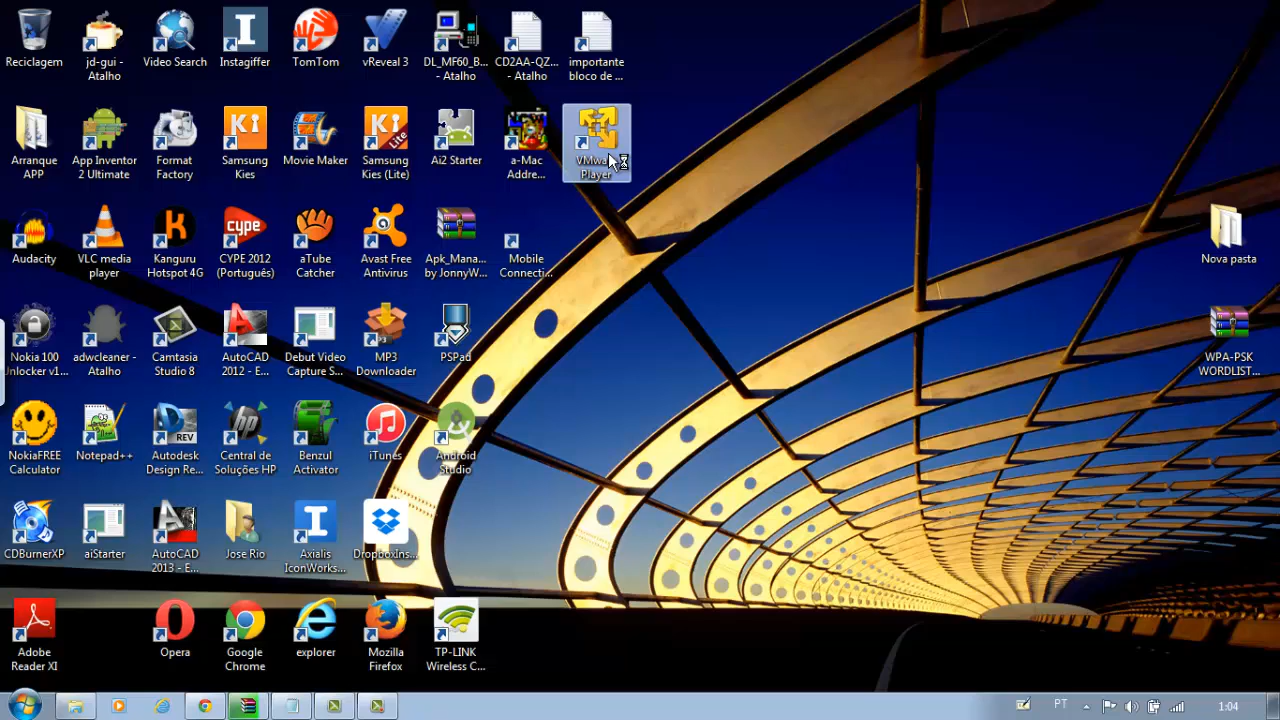 Reciclagem
jd-gui -
Atalho
Video Search
Instagiffer
TomTom
vReveal 3
DL_MF60_B...
- Atalho
CD2AA-QZ...
- Atalho
importante
bloco de ...
Arranque
APP
App Inventor
2 Ultimate
Format
Factory
Samsung
Kies
Movie Maker
Samsung
Kies (Lite)
Ai2 Starter
a-Mac
Addre...
Player
Audacity
VLC media
player
Kanguru
Hotspot 4G
cype
CYPE 2012
(Português)
aTube
Catcher
Avast Free
Antivirus
Apk_Mana...
by JonnyW...
Mobile
Connecti...
Nova pasta
Nokia 100
Unlocker v1...
adwcleaner -
Atalho
Camtasia
Studio 8
AutoCAD
2012 - E...
Debut Video
Capture S...
MP3
Downloader
PSPad
WPA-PSK
WORDLIST...
NokiaFREE
Calculator
Notepad++
REV
Autodesk
Design Re...
Central de
Soluções HP
Benzul
Activator
iTunes
Android
Studio
CDBurnerXP
aiStarter
AutoCAD
2013 - E...
Jose Rio
Axialis
IconWorks...
DropboxIns...
Adobe
Reader XI
Opera
Google
Chrome
explorer
Mozilla
Firefox
TP-LINK
Wireless C...
PT
1:04